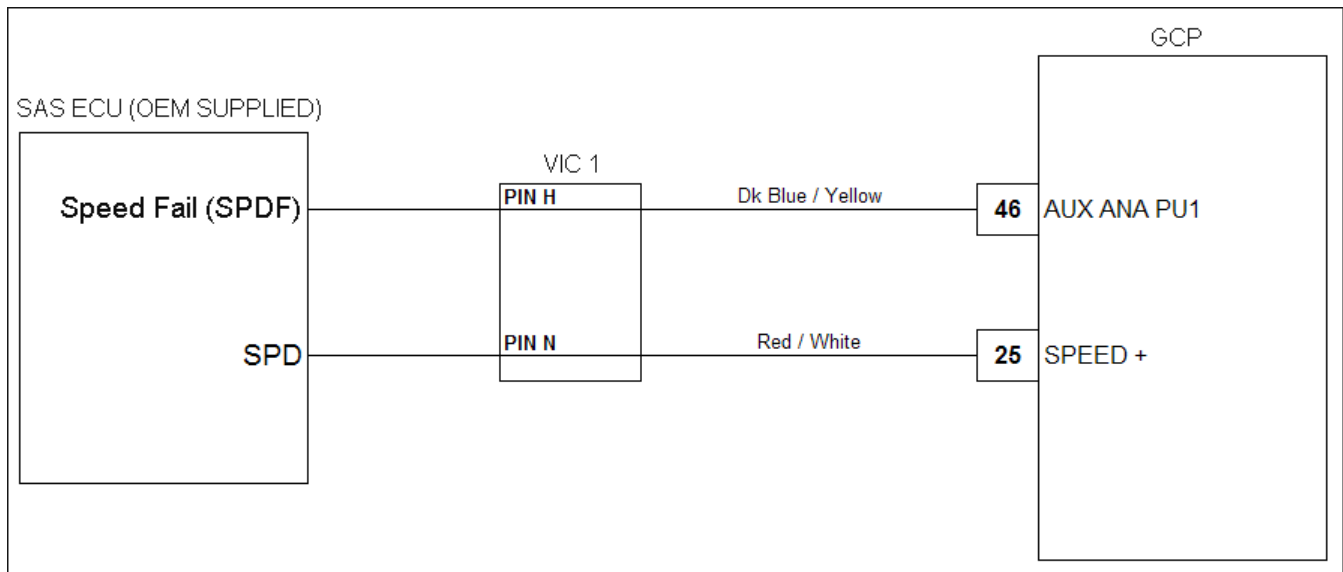 GCP
SAS ECU (OEM SUPPLIED)
VIC 1
Speed Fail (SPDF)
PIN H
Dk Blue / Yellow
46
AUX ANA PU1
SPD
PIN N
Red / White
25
SPEED +